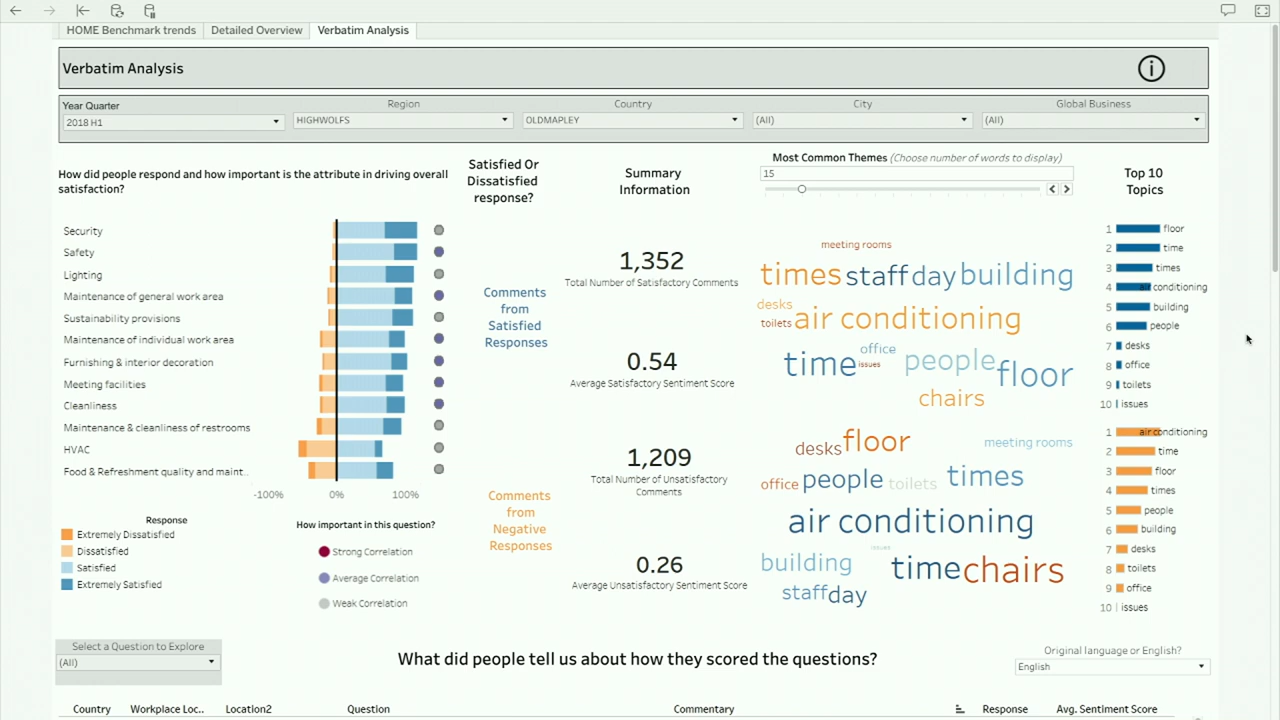 HOME Benchmark trends
Detailed Overview
Verbatim Analysis
Verbatim Analysis
Year Quarter
Region
Country
City
Global Business
2018 H1
HIGHWOLFS
OLDMAPLEY
(All)
(All)
How did people respond and how important is the attribute in driving overall
satisfaction?
Satisfied Or
Dissatisfied
response?
Summary
Information
Most Common Themes (Choose number of words to display)
15
Top 10
Topics
Security
Safety
Lighting
Maintenance of general work area
Sustainability provisions
Maintenance of individual work area
Furnishing & interior decoration
Meeting facilities
Cleanliness
Maintenance & cleanliness of restrooms
HVAC
Food & Refreshment quality and maint..
-100%
0%
100%
Response
Extremely Dissatisfied
Dissatisfied
Satisfied
Extremely Satisfied
How important in this question?
Strong Correlation
Average Correlation
Weak Correlation
Comments
from
Satisfied
Responses
Comments
from
Negative
Responses
1,352
Total Number of Satisfactory Comments
0.54
Average Satisfactory Sentiment Score
1,209
Total Number of Unsatisfactory
Comments
0.26
Average Unsatisfactory Sentiment Score
meeting rooms
times staff day building
desks
toilets air conditioning
time issues office people floor
chairs
desks floor meeting rooms
office people toilets times
air conditioning
issues
building time chairs
staff day
1 floor
2 time
3 times
4 air conditioning
5 building
6 people
7 desks
8 office
9 toilets
10 issues
1 air conditioning
2 time
3 floor
4 times
5 people
6 building
7 desks
8 toilets
9 office
10 issues
Select a Question to Explore
(All)
What did people tell us about how they scored the questions?
Original language or English?
English
Country
Workplace Loc..
Location2
Question
Commentary
Response
Avg. Sentiment Score